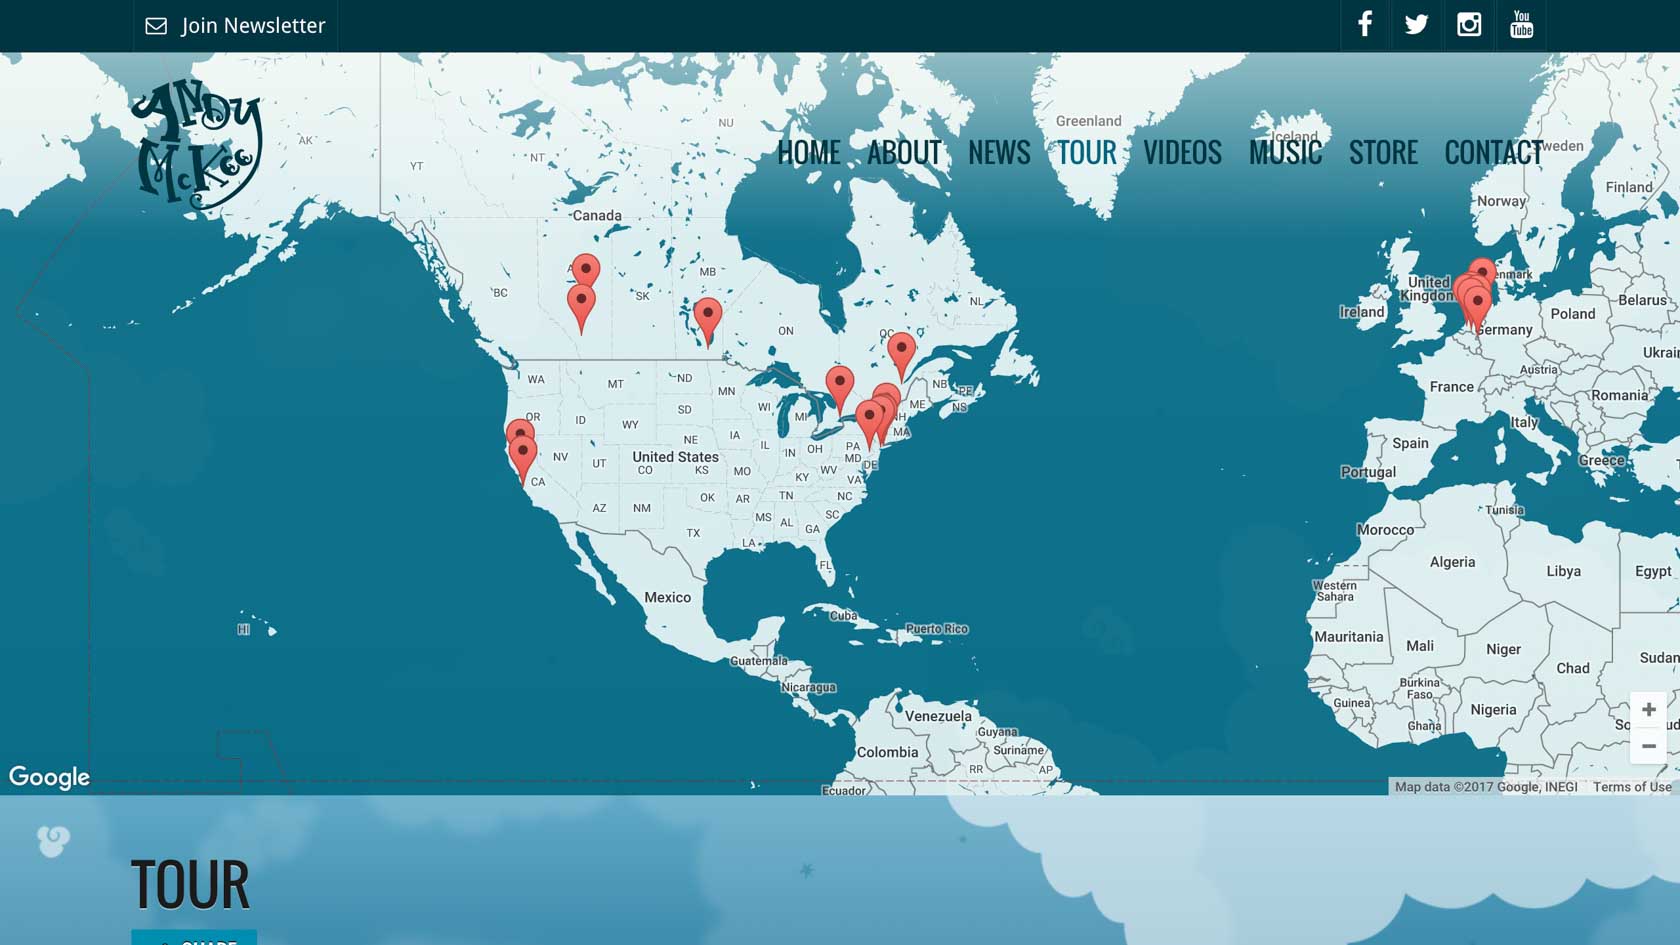 Join Newsletter
You
Tube
ANDY
McKee
HOME ABOUT NEWS TOUR VIDEOS MUSIC STORE CONTACT
AK
YT
NT
NU
Greenland
Iceland
Sweden
Finland
Norway
Canada
BC
SK
MB
ON
QC
NL
United
Kingdom
Ireland
Denmark
Germany
Poland
Belarus
France
Austria
Romania
Italy
Spain
Portugal
Greece
WA
MT
ND
MN
OR
ID
WY
SD
WI
MI
NB
PE
NS
ME
NH
MA
NV
UT
NE
IA
IL
IN
OH
PA
MD
DE
United States
CO
KS
MO
KY
WV
VA
CA
AZ
NM
OK
AR
TN
NC
SC
MS
AL
GA
TX
LA
FL
Mexico
HI
Cuba
Puerto Rico
Guatemala
Nicaragua
Venezuela
Guyana
Suriname
Colombia
RR
AP
Ecuador
Tunisia
Morocco
Algeria
Libya
Egypt
Western
Sahara
Mauritania
Mali
Niger
Chad
Sudan
Burkina
Faso
Guinea
Ghana
Nigeria
Google
Map data ©2017 Google, INEGI Terms of Use
TOUR
SHARE